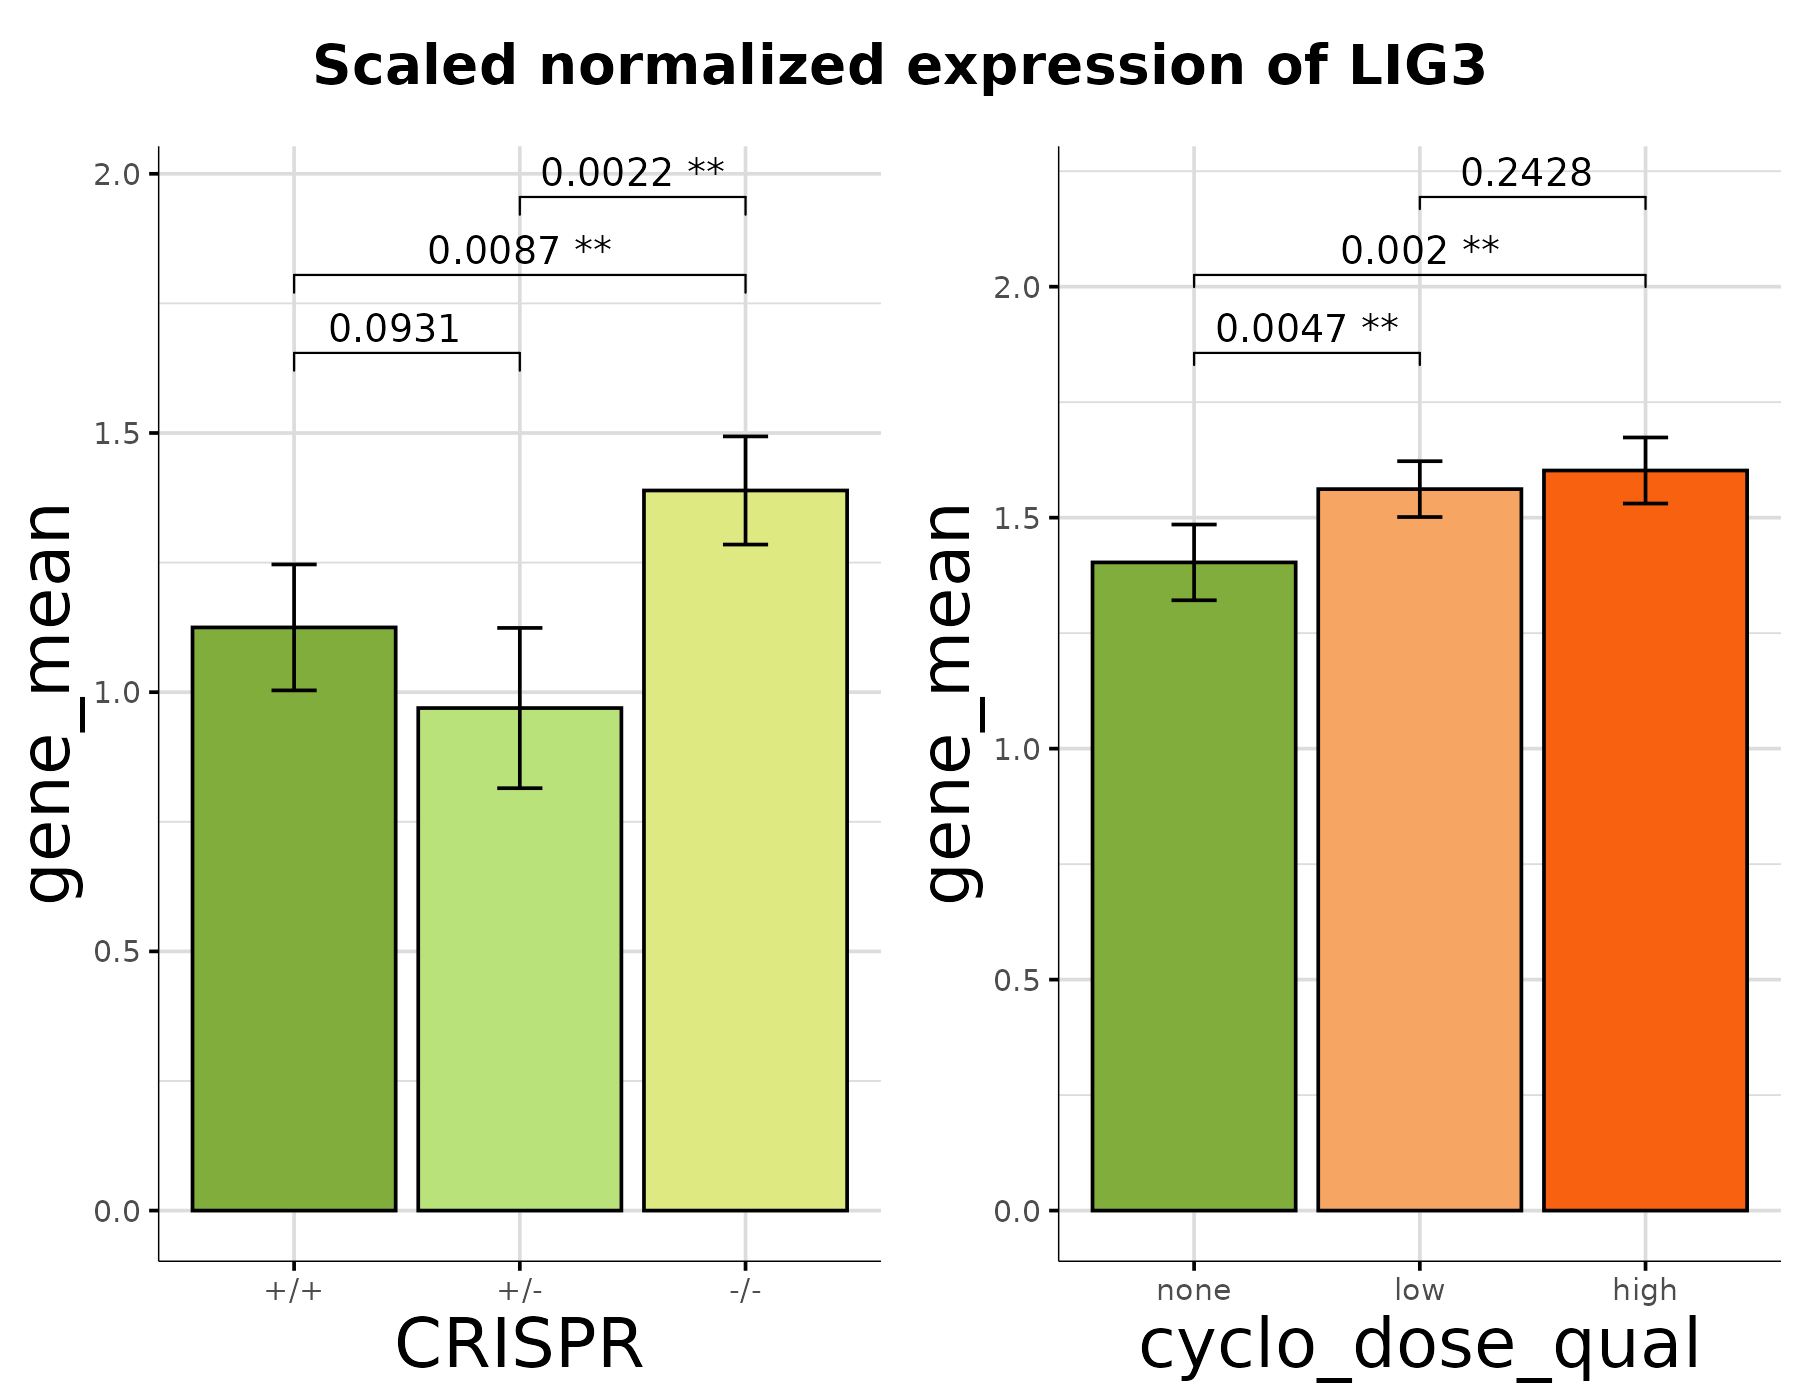 Scaled normalized expression of LIG3
gene_mean
2.0
1.5
1.0
0.5
0.0
0.0022 **
0.0087 **
0.0931
+/+ +/- -/-
CRISPR
gene_mean
2.0
1.5
1.0
0.5
0.0
0.2428
0.002 **
0.0047 **
none low high
cyclo_dose_qual